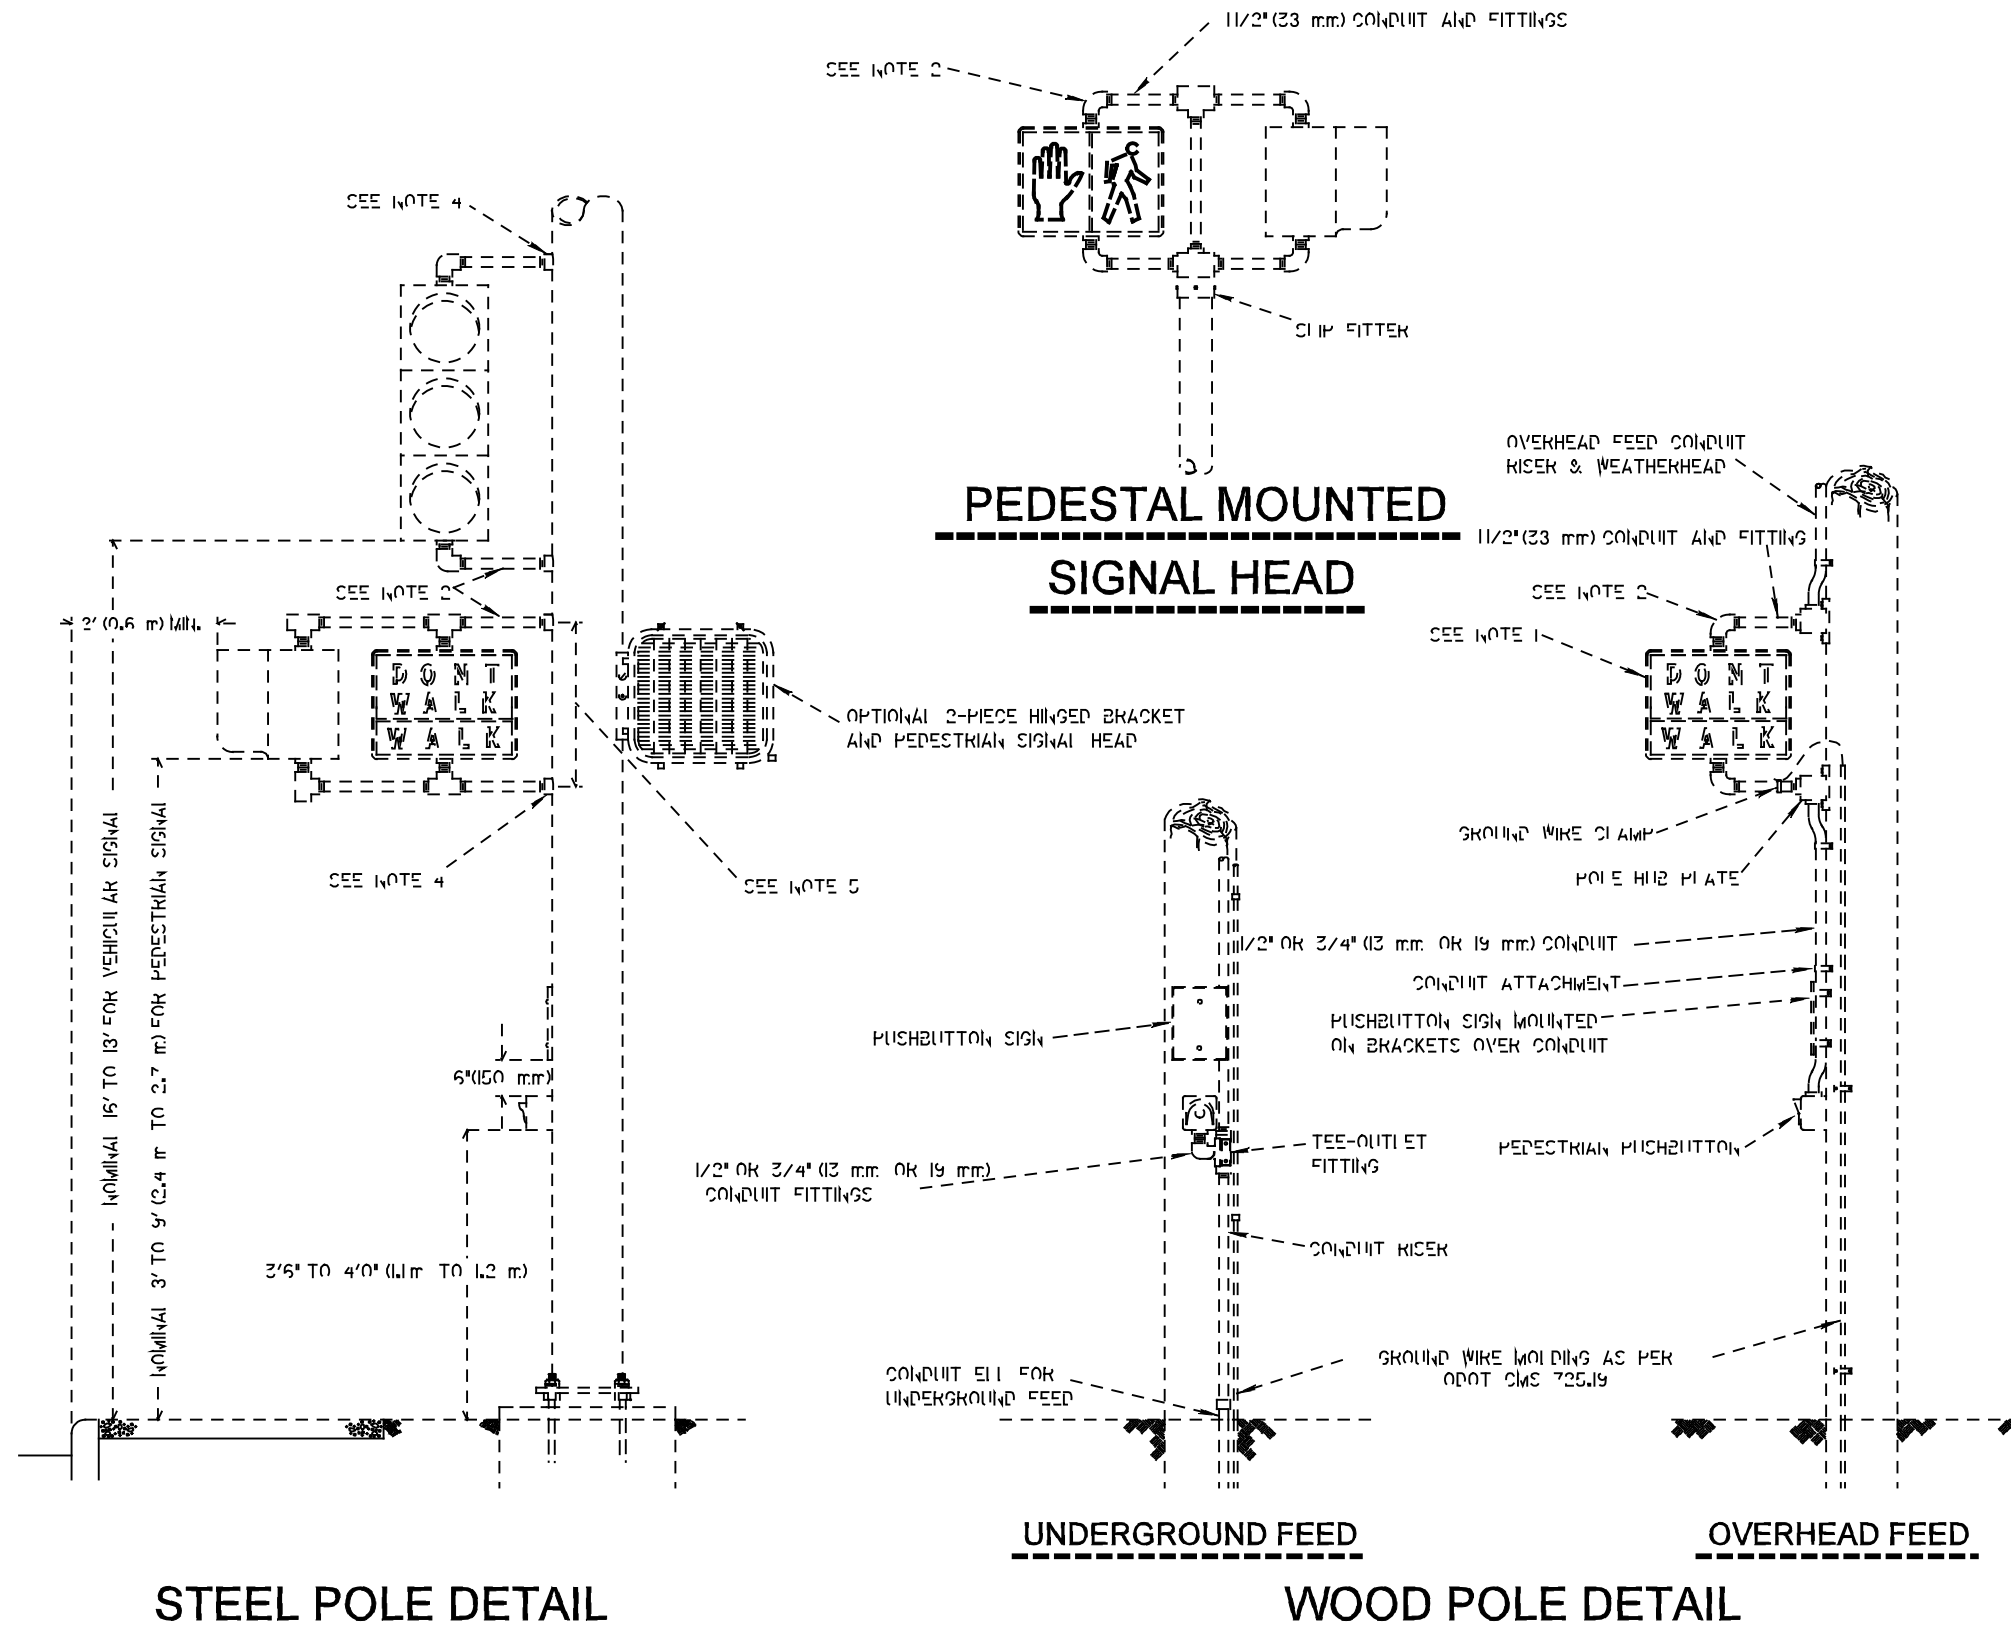 1 1/2" (33 mm) CONDUIT AND FITTINGS
SEE NOTE 2
SLIP FITTER
PEDESTAL MOUNTED
SIGNAL HEAD
SEE NOTE 4
SEE NOTE 2
2' (0.6 m) MIN.
DONT
WALK
WALK
OPTIONAL 2-PIECE HINGED BRACKET
AND PEDESTRIAN SIGNAL HEAD
SEE NOTE 4
SEE NOTE 5
NOMINAL 16' TO 13' FOR VEHICULAR SIGNAL
NOMINAL 3' TO 9' (2.4 m TO 2.7 m) FOR PEDESTRIAN SIGNAL
6" (150 mm)
3'6" TO 4'0" (1.1 m TO 1.2 m)
STEEL POLE DETAIL
PUSHBUTTON SIGN
1/2" OR 3/4" (13 mm OR 19 mm)
CONDUIT FITTINGS
TEE-OUTLET
FITTING
CONDUIT RISER
CONDUIT ELL FOR
UNDERGROUND FEED
GROUND WIRE MOLDING AS PER
ODOT CMS 725.19
UNDERGROUND FEED
OVERHEAD FEED CONDUIT
RISER & WEATHERHEAD
1 1/2" (33 mm) CONDUIT AND FITTING
SEE NOTE 2
SEE NOTE 1
DONT
WALK
WALK
GROUND WIRE CLAMP
POLE HUB PLATE
1/2" OR 3/4" (13 mm OR 19 mm) CONDUIT
CONDUIT ATTACHMENT
PUSHBUTTON SIGN MOUNTED
ON BRACKETS OVER CONDUIT
PEDESTRIAN PUSHBUTTON
OVERHEAD FEED
WOOD POLE DETAIL